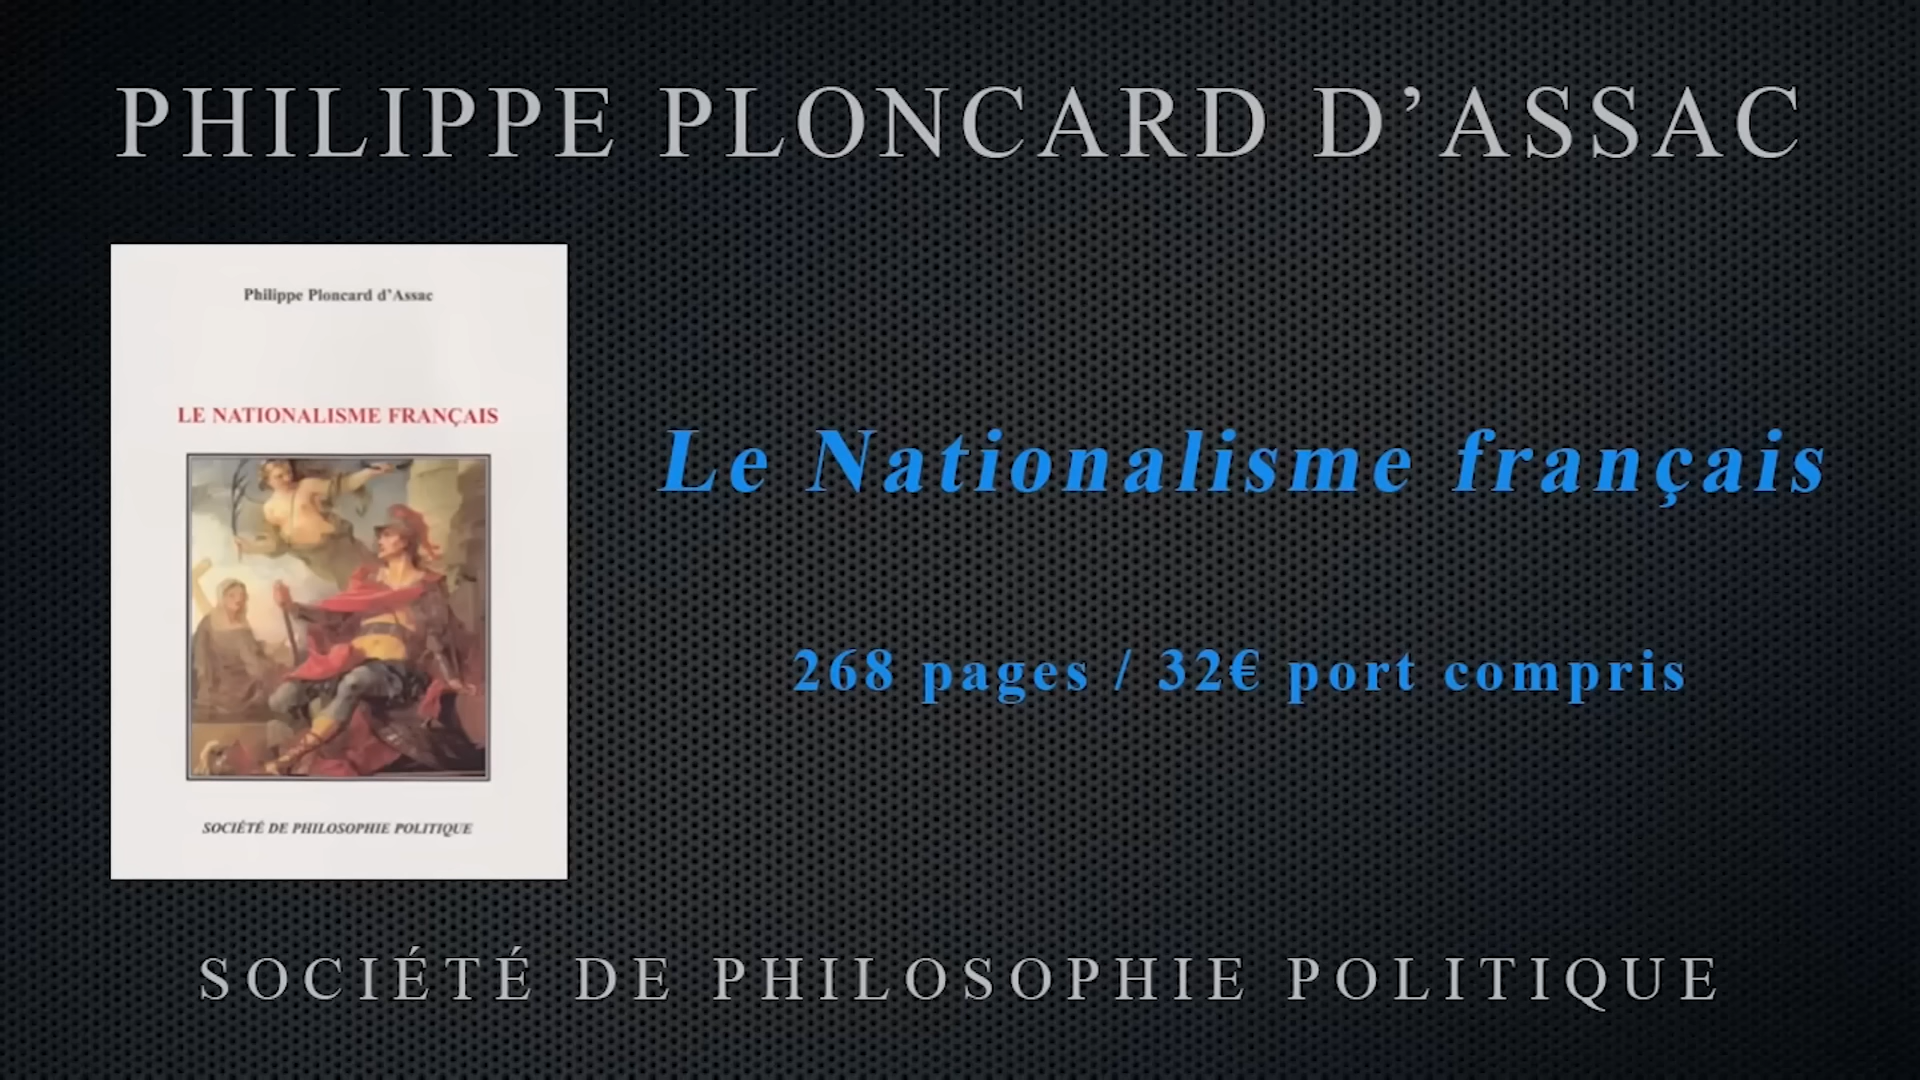 PHILIPPE PLONCARD D’ASSAC
Philippe Ploncard d’Assac
LE NATIONALISME FRANÇAIS
SOCIÉTÉ DE PHILOSOPHIE POLITIQUE
Le Nationalisme français
268 pages / 32€ port compris
SOCIÉTÉ DE PHILOSOPHIE POLITIQUE